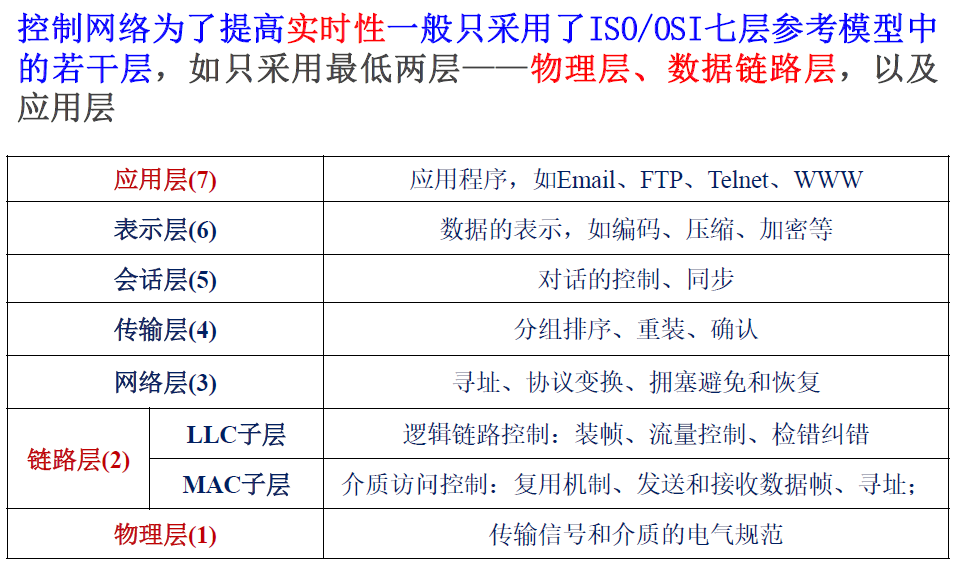 控制网络为了提高实时性一般只采用了ISO/OSI七层参考模型中
的若干层，如只采用最低两层——物理层、数据链路层，以及
应用层
应用层(7) 应用程序，如Email、FTP、Telnet、WWW
表示层(6) 数据的表示，如编码、压缩、加密等
会话层(5) 对话的控制、同步
传输层(4) 分组排序、重装、确认
网络层(3) 寻址、协议变换、拥塞避免和恢复
链路层(2)
LLC子层 逻辑链路控制：装帧、流量控制、检错纠错
MAC子层 介质访问控制：复用机制、发送和接收数据帧、寻址；
物理层(1) 传输信号和介质的电气规范